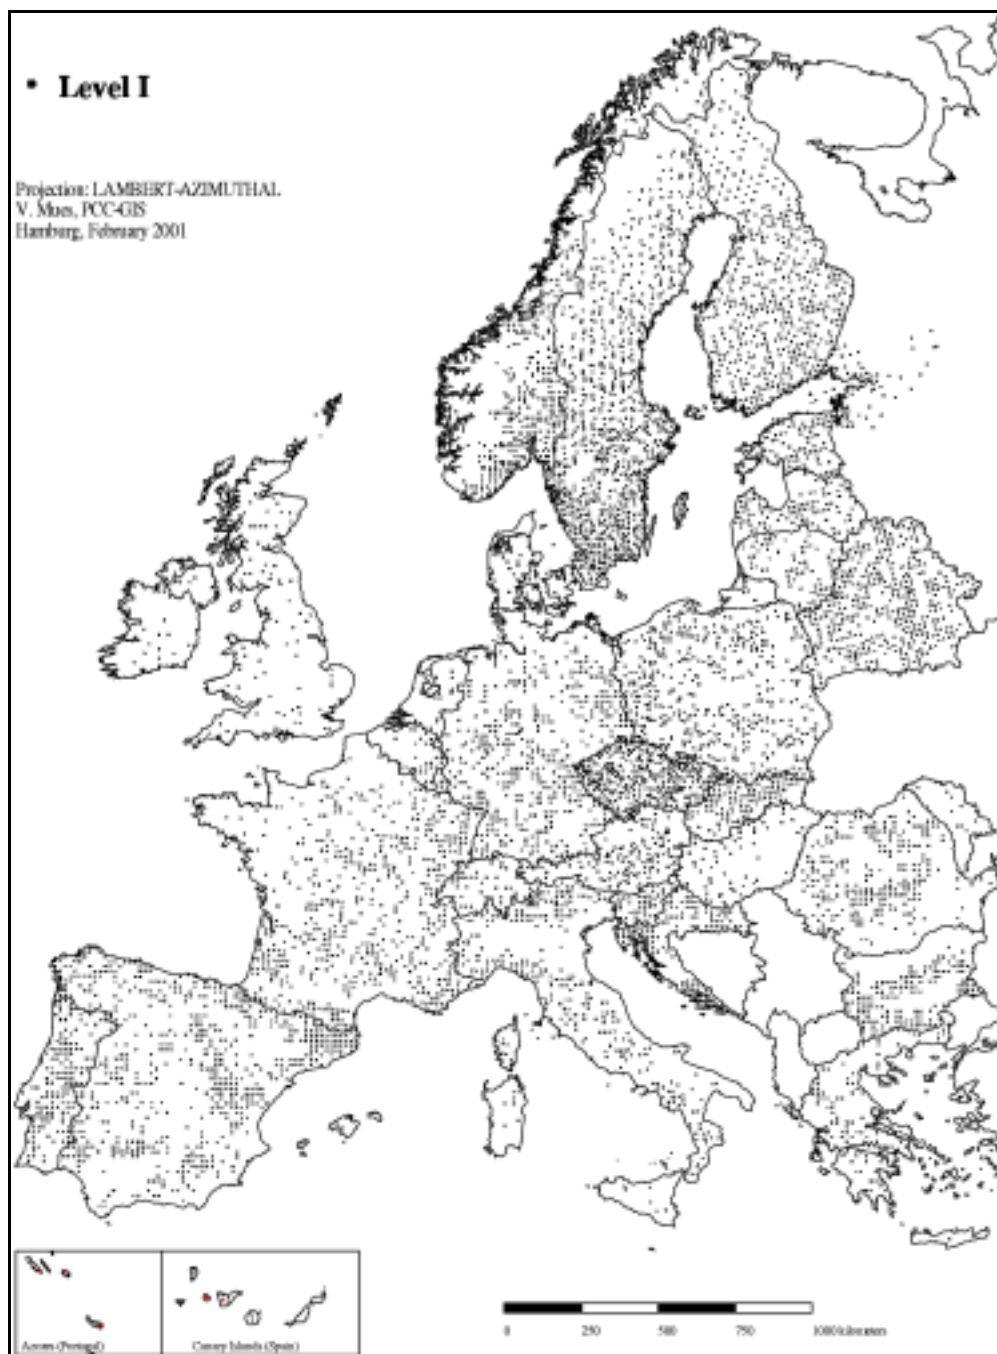 • Level I
Projection: LAMBERT-AZIMUTHAL
V. Mues, PCC-GIS
Hamburg, February 2001
Azores (Portugal)
Canary Islands (Spain)
0 250 500 750 1000 kilometers